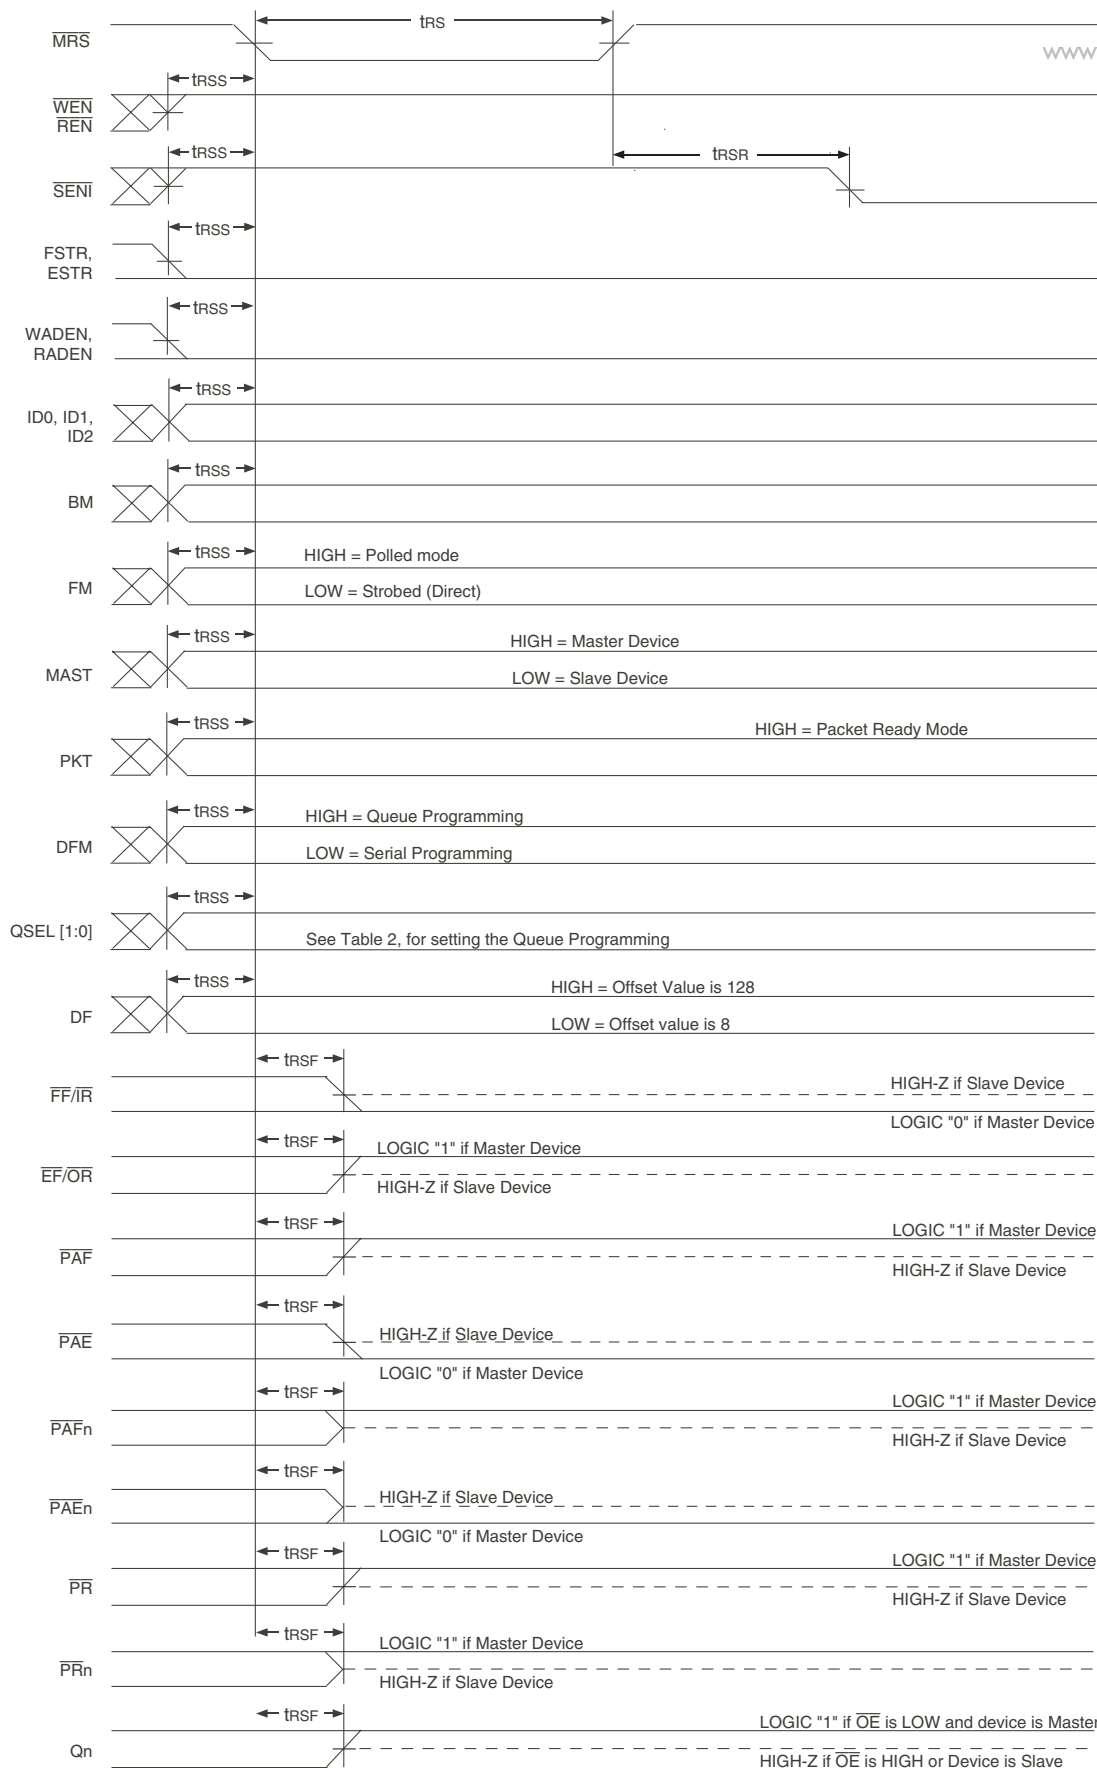 tRS
MRS
www
tRSS
WEN
REN
tRSS
tRSR
SENI
tRSS
FSTR,
ESTR
tRSS
WADEN,
RADEN
tRSS
ID0, ID1,
ID2
tRSS
BM
tRSS
HIGH = Polled mode
FM
LOW = Strobed (Direct)
tRSS
HIGH = Master Device
MAST
LOW = Slave Device
tRSS
HIGH = Packet Ready Mode
PKT
tRSS
HIGH = Queue Programming
DFM
LOW = Serial Programming
tRSS
QSEL [1:0]
See Table 2, for setting the Queue Programming
tRSS
HIGH = Offset Value is 128
DF
LOW = Offset value is 8
tRSF
HIGH-Z if Slave Device
FF/IR
LOGIC "0" if Master Device
tRSF
LOGIC "1" if Master Device
EF/OR
HIGH-Z if Slave Device
tRSF
LOGIC "1" if Master Device
PAF
HIGH-Z if Slave Device
tRSF
HIGH-Z if Slave Device
PAE
LOGIC "0" if Master Device
tRSF
LOGIC "1" if Master Device
PAFn
HIGH-Z if Slave Device
tRSF
HIGH-Z if Slave Device
PAEn
LOGIC "0" if Master Device
tRSF
LOGIC "1" if Master Device
PR
HIGH-Z if Slave Device
tRSF
LOGIC "1" if Master Device
PRn
HIGH-Z if Slave Device
tRSF
LOGIC "1" if OE is LOW and device is Master
Qn
HIGH-Z if OE is HIGH or Device is Slave